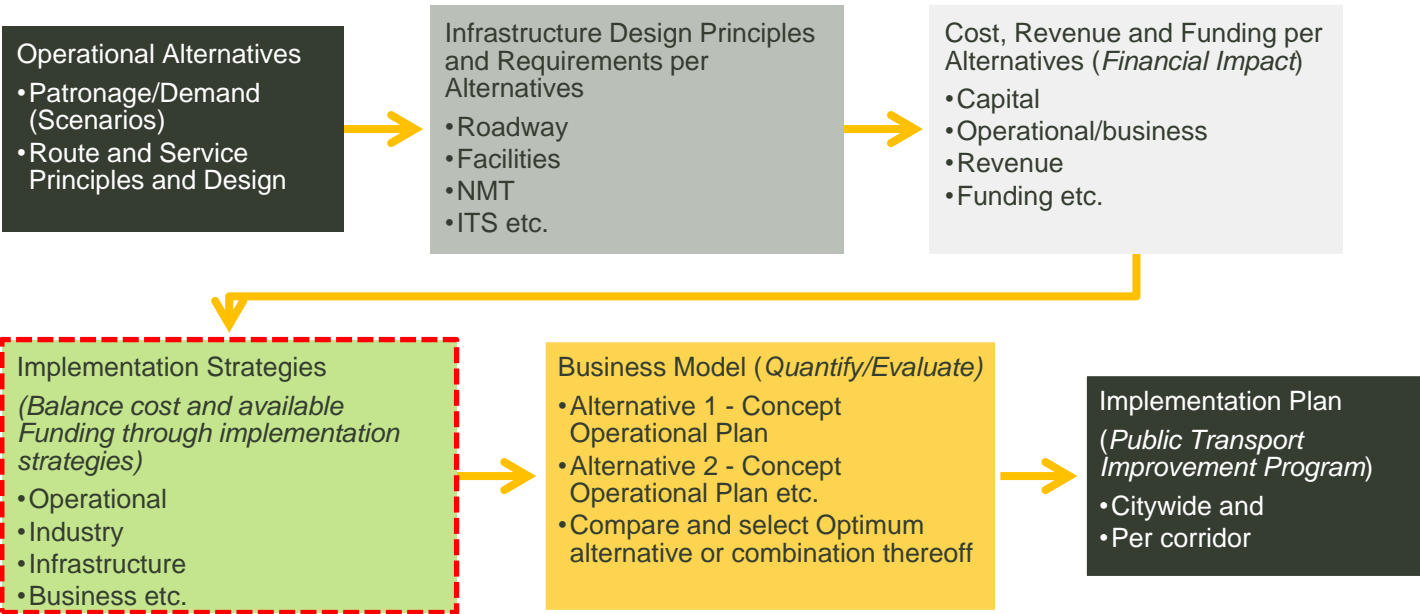 Operational Alternatives
•Patronage/Demand
(Scenarios)
•Route and Service
Principles and Design
Infrastructure Design Principles
and Requirements per
Alternatives
•Roadway
•Facilities
•NMT
•ITS etc.
Cost, Revenue and Funding per
Alternatives (Financial Impact)
•Capital
•Operational/business
•Revenue
•Funding etc.
Implementation Strategies
(Balance cost and available
Funding through implementation
strategies)
•Operational
•Industry
•Infrastructure
•Business etc.
Business Model (Quantify/Evaluate)
•Alternative 1 - Concept
Operational Plan
•Alternative 2 - Concept
Operational Plan etc.
•Compare and select Optimum
alternative or combination thereoff
Implementation Plan
(Public Transport
Improvement Program)
•Citywide and
•Per corridor